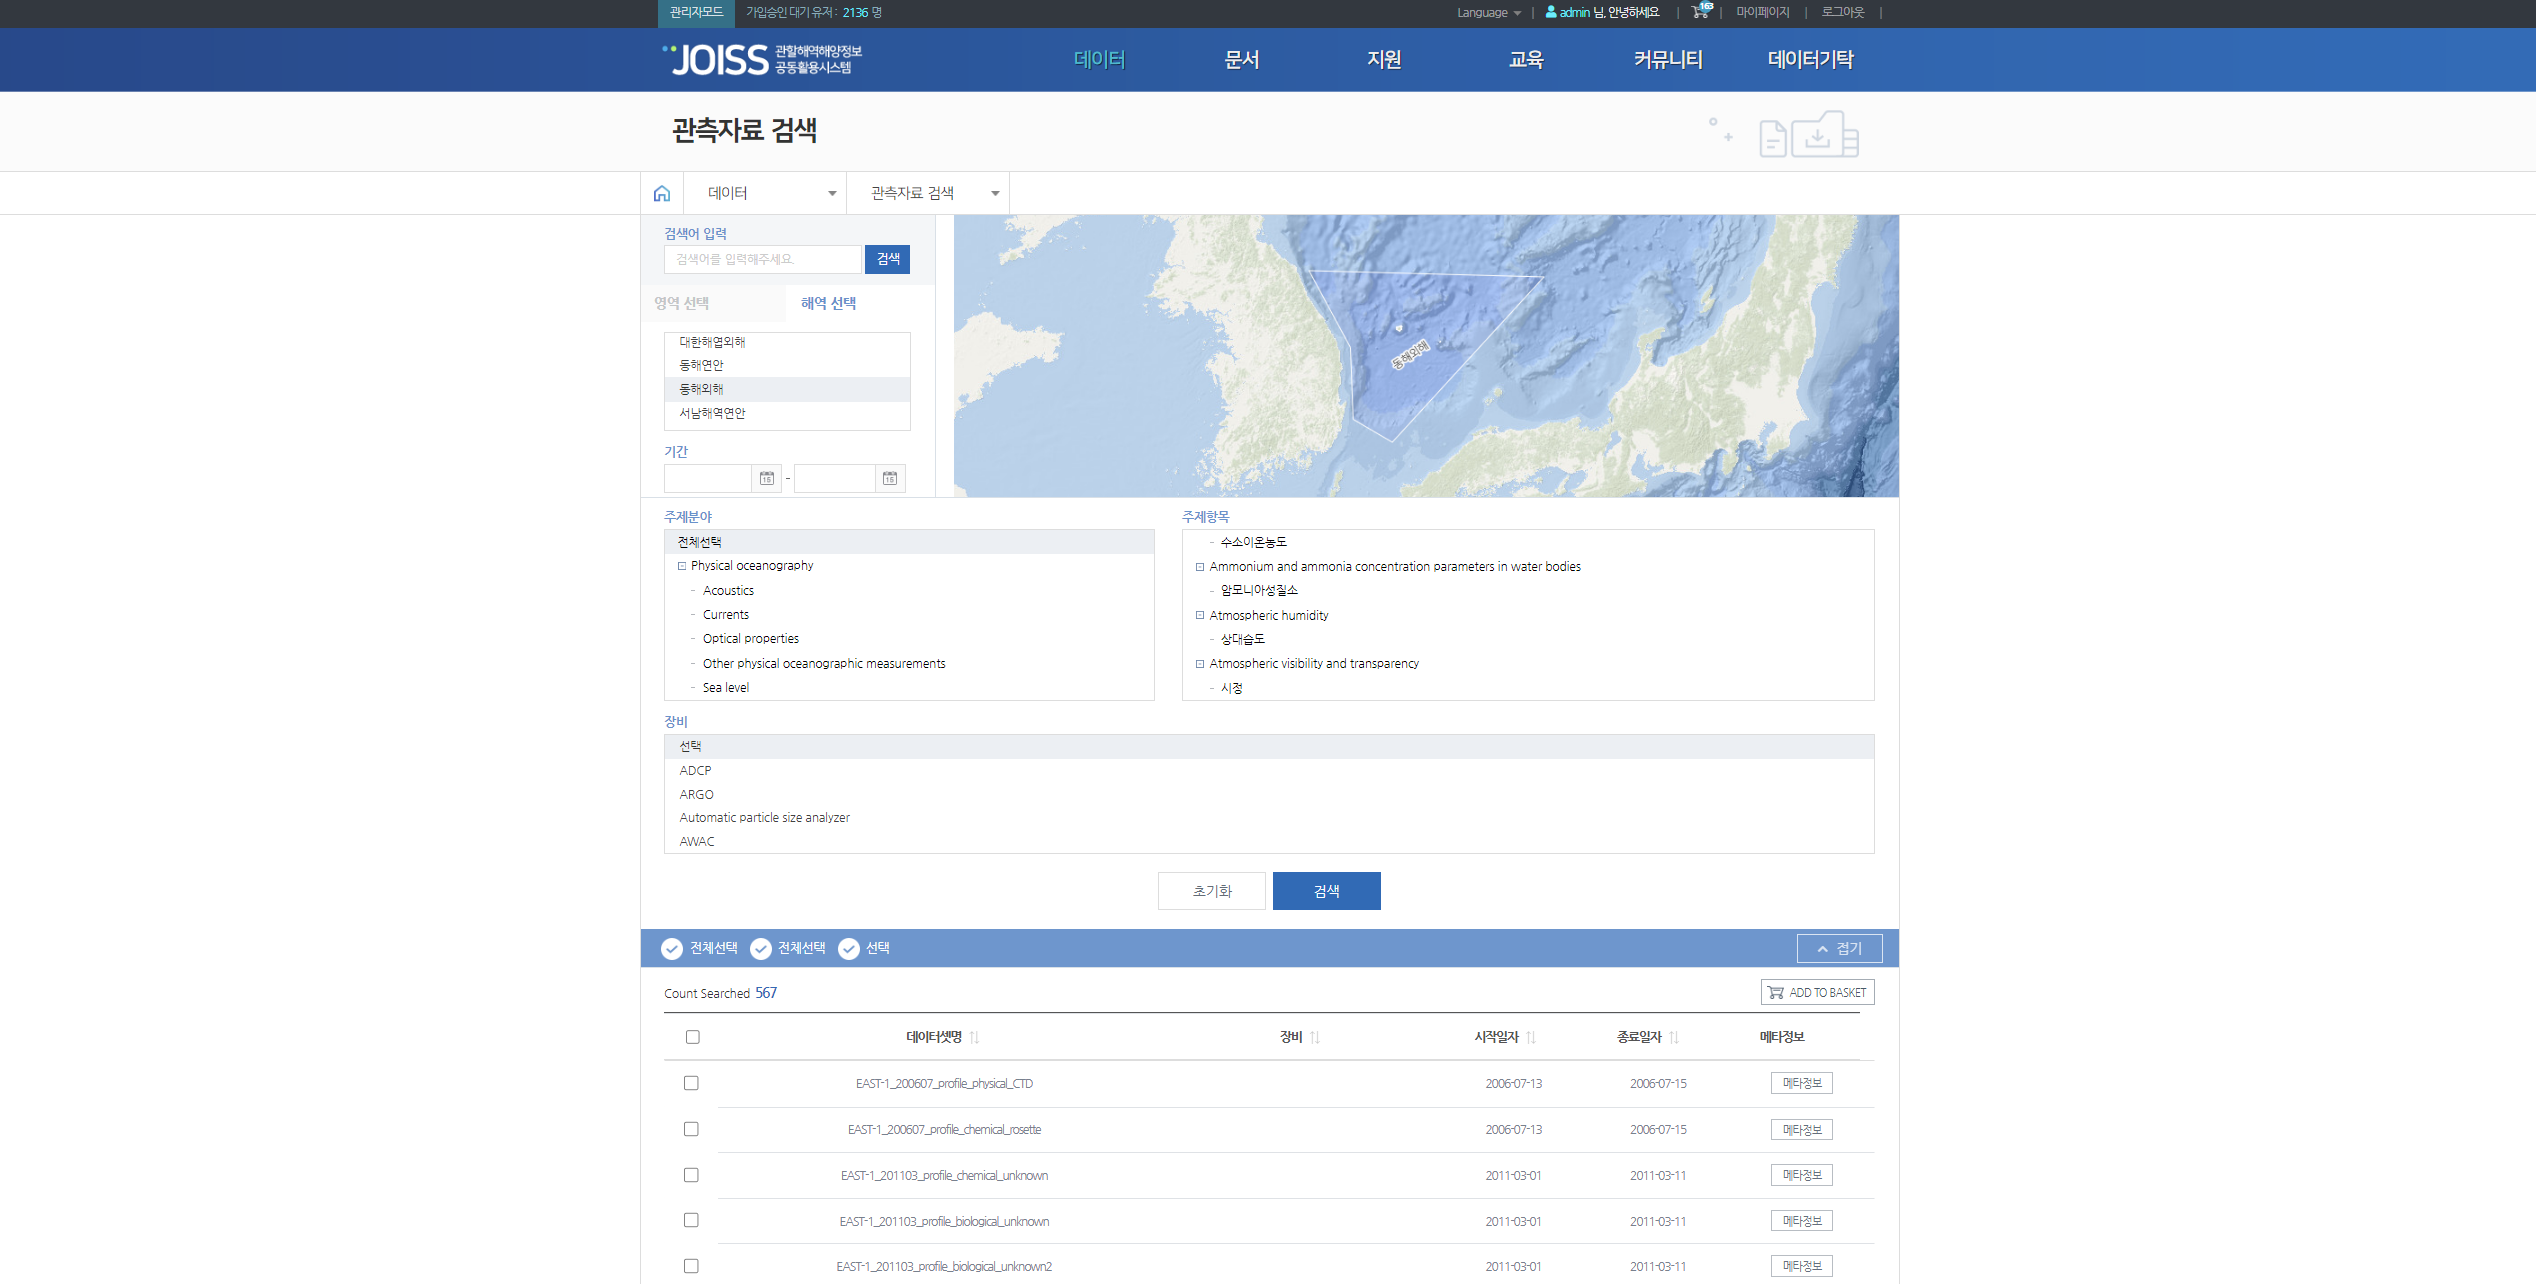 관리자모드 가입승인 대기 유저 : 2136 명 Language | admin 님, 안녕하세요 | 163 | 마이페이지 | 로그아웃 |
JOISS 관할해역해양정보 공동활용시스템
데이터 문서 지원 교육 커뮤니티 데이터기탁
관측자료 검색
데이터 관측자료 검색
검색어 입력
검색어를 입력해주세요. 검색
영역 선택 해역 선택
대한해협외해
동해연안
동해외해
서남해역연안
동해외해
기간
15 - 15
주제분야
전체선택
Physical oceanography
- Acoustics
- Currents
- Optical properties
- Other physical oceanographic measurements
- Sea level
주제항목
- 수소이온농도
Ammonium and ammonia concentration parameters in water bodies
- 암모니아성질소
Atmospheric humidity
- 상대습도
Atmospheric visibility and transparency
- 시정
장비
선택
ADCP
ARGO
Automatic particle size analyzer
AWAC
초기화 검색
전체선택 전체선택 선택 접기
Count Searched 567 ADD TO BASKET
데이터셋명 장비 시작일자 종료일자 메타정보
EAST-1_200607_profile_physical_CTD 2006-07-13 2006-07-15 메타정보
EAST-1_200607_profile_chemical_rosette 2006-07-13 2006-07-15 메타정보
EAST-1_201103_profile_chemical_unknown 2011-03-01 2011-03-11 메타정보
EAST-1_201103_profile_biological_unknown 2011-03-01 2011-03-11 메타정보
EAST-1_201103_profile_biological_unknown2 2011-03-01 2011-03-11 메타정보